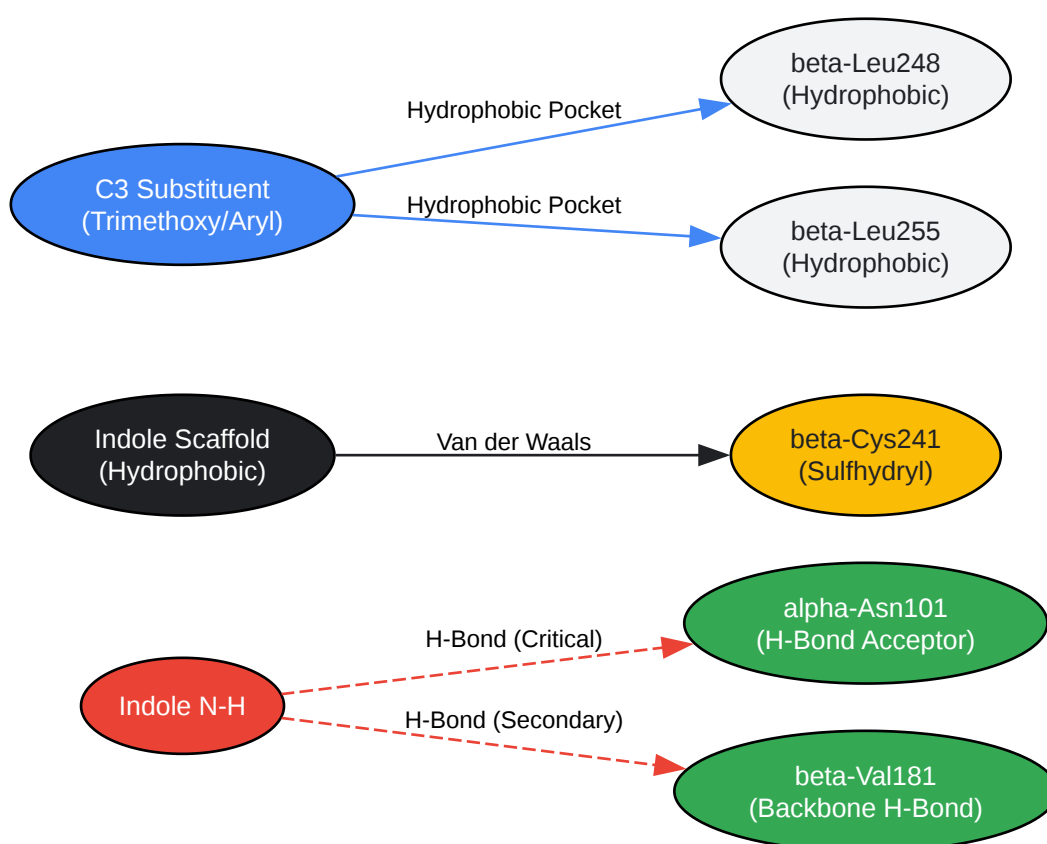 beta-Leu248
(Hydrophobic)
Hydrophobic Pocket
C3 Substituent
(Trimethoxy/Aryl)
Hydrophobic Pocket
beta-Leu255
(Hydrophobic)
Indole Scaffold
(Hydrophobic)
Van der Waals
beta-Cys241
(Sulfhydryl)
alpha-Asn101
(H-Bond Acceptor)
H-Bond (Critical)
Indole N-H
H-Bond (Secondary)
beta-Val181
(Backbone H-Bond)